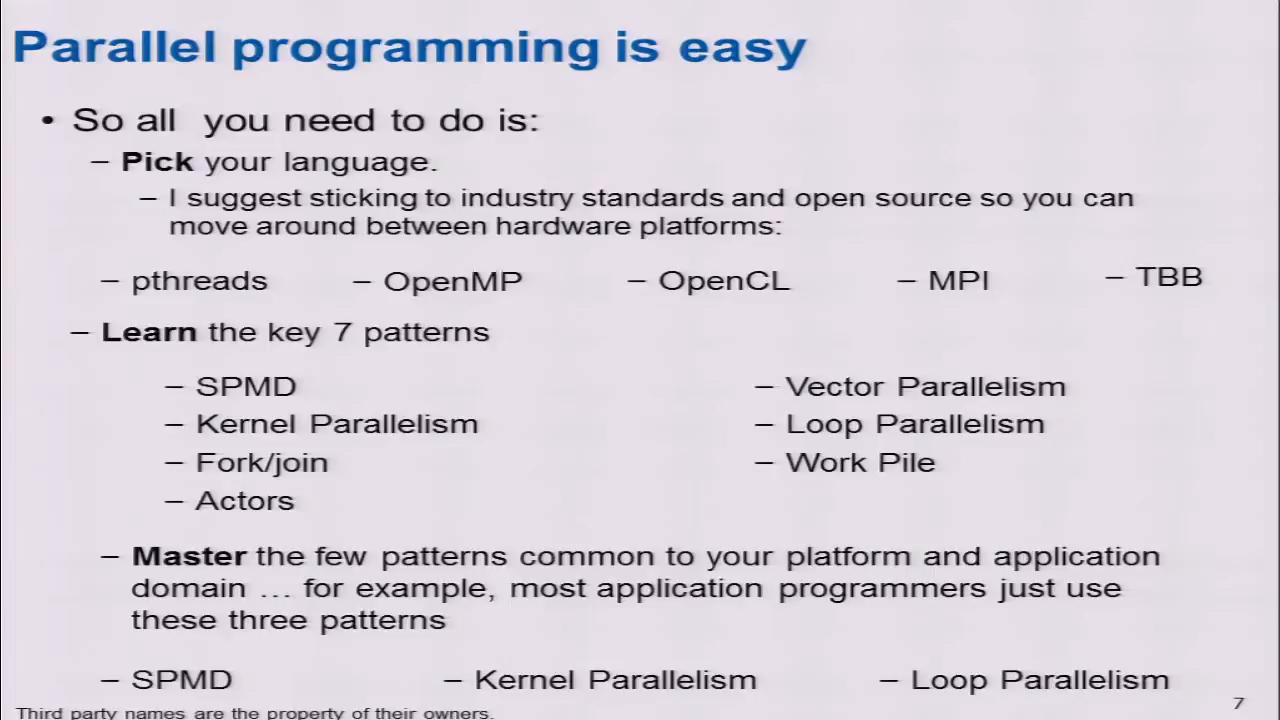 Parallel programming is easy
• So all you need to do is:
– Pick your language.
– I suggest sticking to industry standards and open source so you can
move around between hardware platforms:
– pthreads – OpenMP – OpenCL – MPI – TBB
– Learn the key 7 patterns
– SPMD – Vector Parallelism
– Kernel Parallelism – Loop Parallelism
– Fork/join – Work Pile
– Actors
– Master the few patterns common to your platform and application
domain … for example, most application programmers just use
these three patterns
– SPMD – Kernel Parallelism – Loop Parallelism
Third party names are the property of their owners.
7